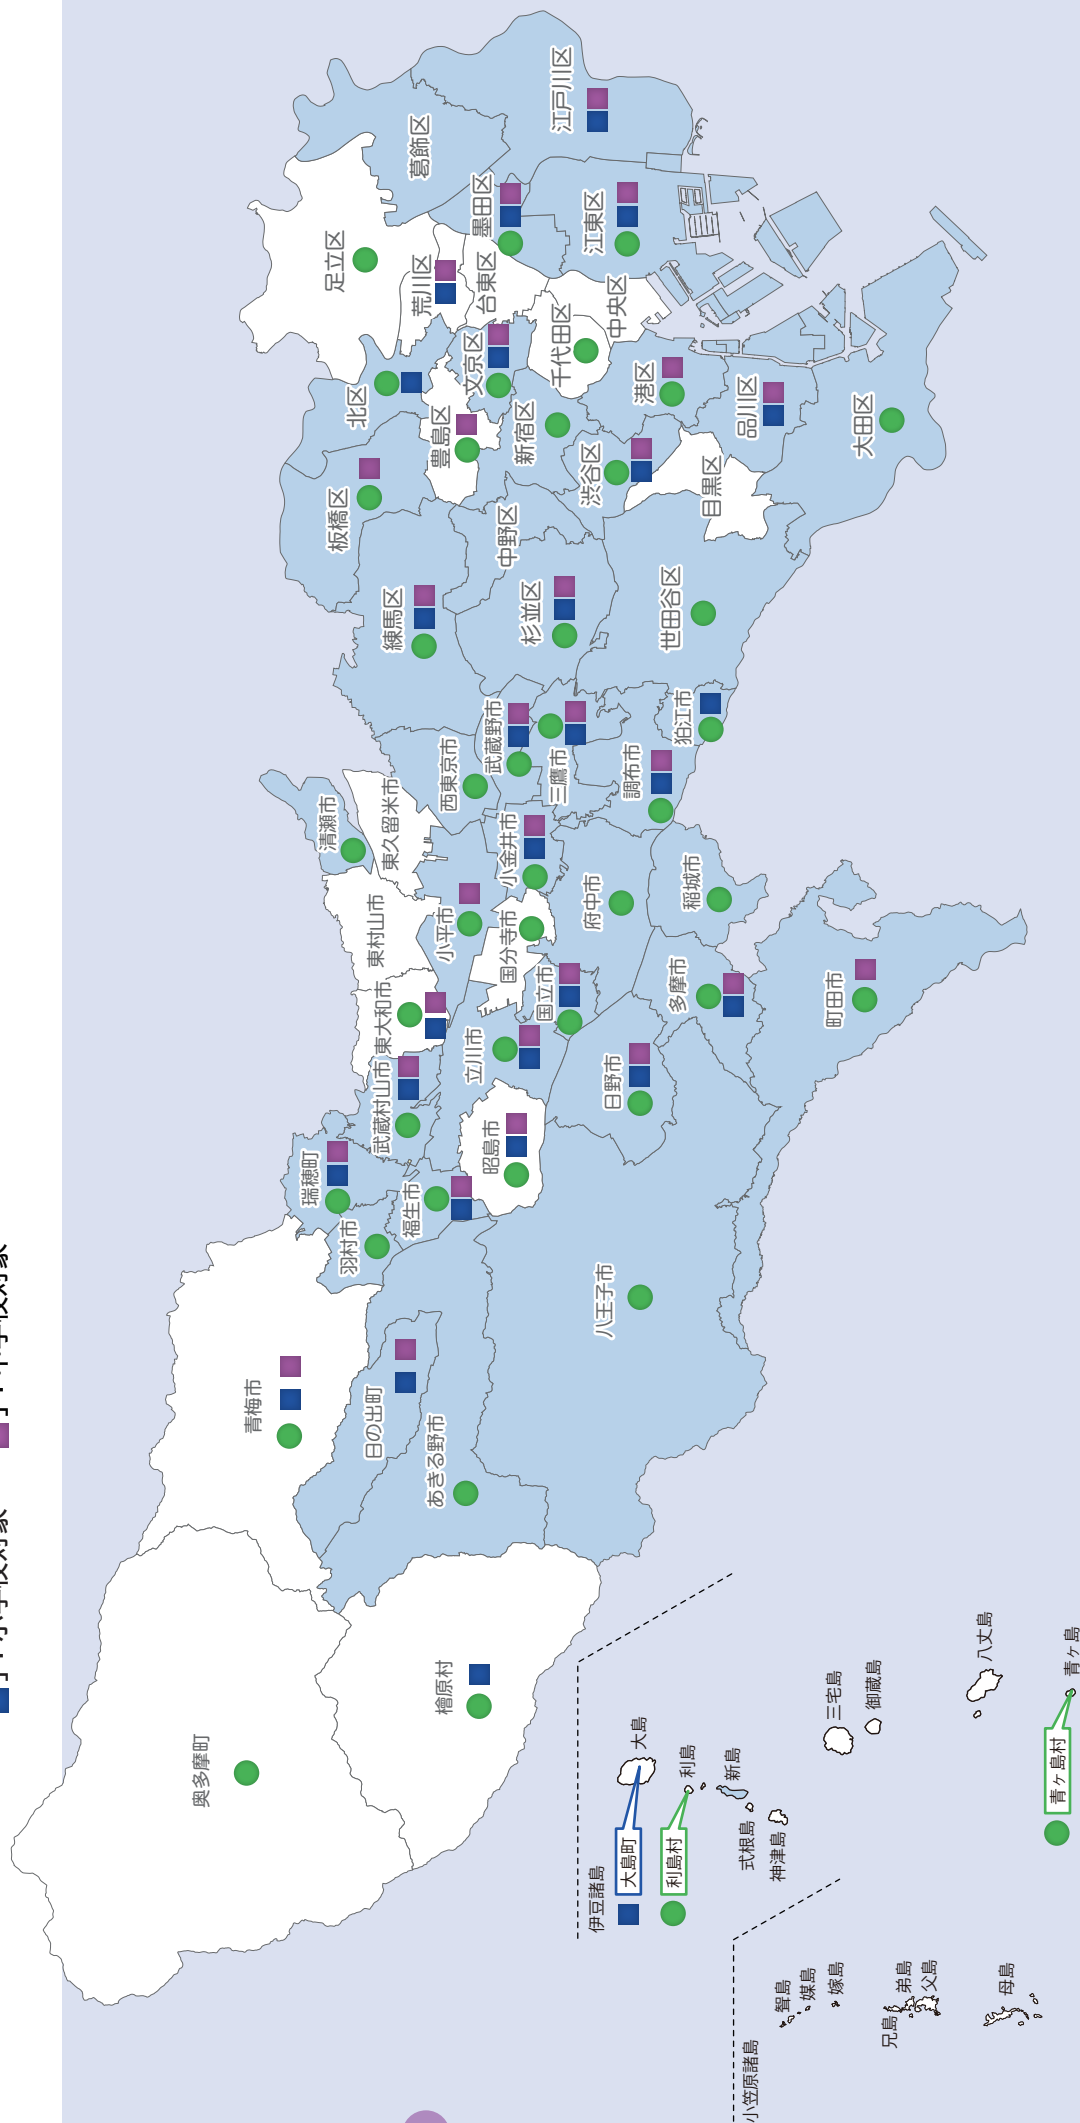 奥多摩町
檜原村
青梅市
日の出町
あきる野市
八王子市
羽村市
瑞穂町
福生市
武蔵村山市
昭島市
立川市
東大和市
日野市
国立市
多摩市
町田市
東村山市
小平市
国分寺市
府中市
稲城市
清瀬市
東久留米市
小金井市
西東京市
武蔵野市
三鷹市
調布市
狛江市
練馬区
杉並区
世田谷区
板橋区
中野区
豊島区
新宿区
渋谷区
目黒区
大田区
北区
文京区
千代田区
港区
品川区
足立区
荒川区
台東区
中央区
葛飾区
墨田区
江東区
江戸川区
伊豆諸島
大島町
大島
利島村
利島
新島
式根島
神津島
三宅島
御蔵島
八丈島
青ヶ島村
青ヶ島
小笠原諸島
聟島
媒島
嫁島
兄島
弟島
父島
母島